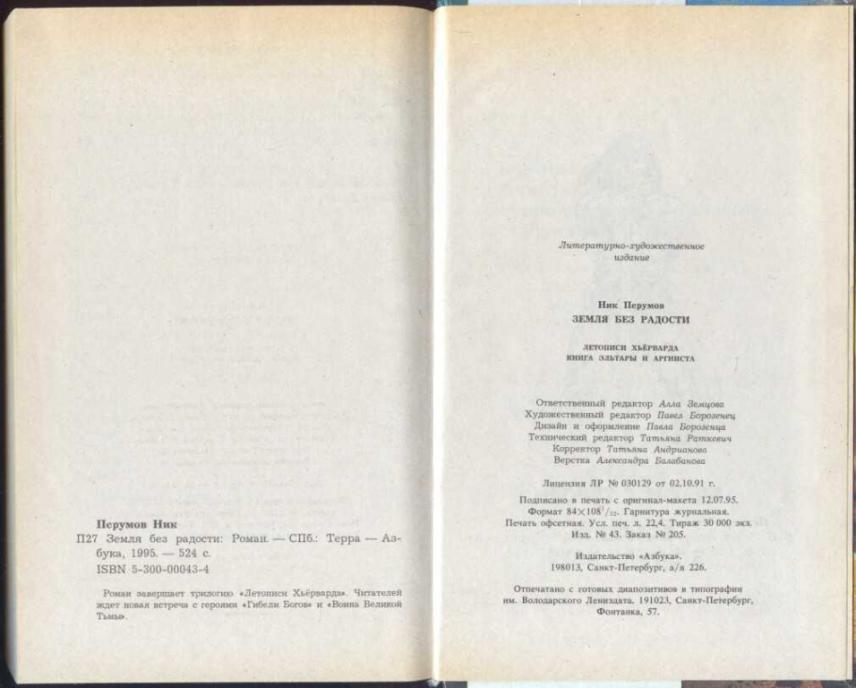 Перумов Ник
П27 Земля без радости: Роман. — СПб.: Терра — Аз-
бука, 1995. — 524 с.
ISBN 5-300-00043-4
Роман завершает трилогию «Летописи Хьёрварда». Читателей
ждет новая встреча с героями «Гибели Богов» и «Воина Великой
Тьмы».
Литературно-художественное
издание
Ник Перумов
ЗЕМЛЯ БЕЗ РАДОСТИ
ЛЕТОПИСИ ХЬЁРВАРДА
КНИГА ЭЛЬТАРЫ И АРГНИСТА
Ответственный редактор Алла Земцова
Художественный редактор Павел Борозенец
Дизайн и оформление Павла Борозенца
Технический редактор Татьяна Раткевич
Корректор Татьяна Андрианова
Верстка Александра Балабанова
Лицензия ЛР № 030129 от 02.10.91 г.
Подписано в печать с оригинал-макета 12.07.95.
Формат 84×108¹/₃₂. Гарнитура журнальная.
Печать офсетная. Усл. печ. л. 22,4. Тираж 30 000 экз.
Изд. № 43. Заказ № 205.
Издательство «Азбука».
198013, Санкт-Петербург, а/я 226.
Отпечатано с готовых диапозитивов в типографии
им. Володарского Лениздата. 191023, Санкт-Петербург,
Фонтанка, 57.